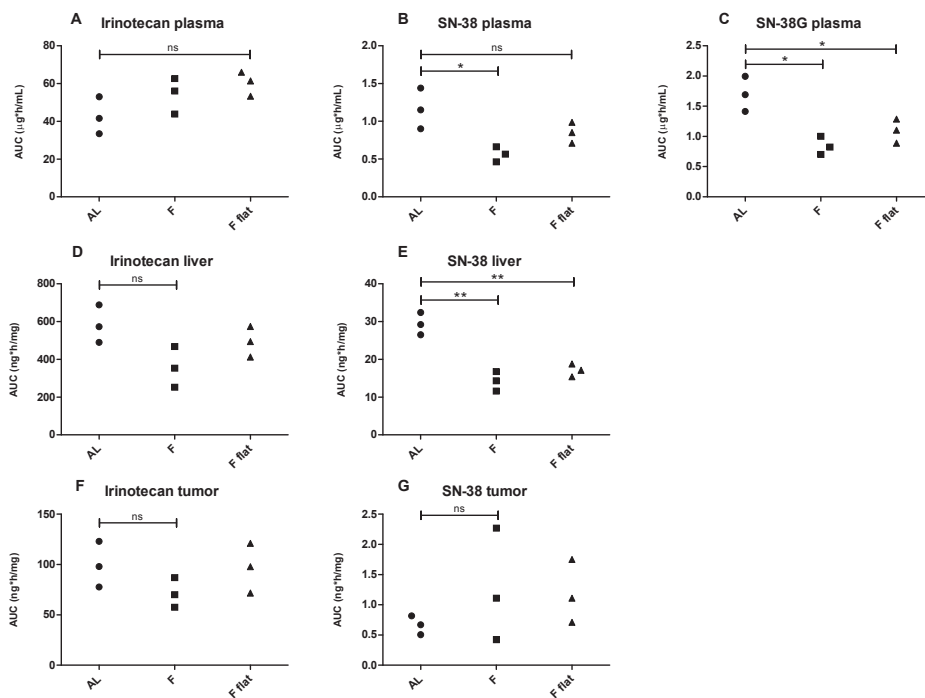 A
Irinotecan plasma
AUC (µg*h/mL)
80
60
40
20
0
ns
AL
F
F flat
B
SN-38 plasma
AUC (µg*h/mL)
2.0
1.5
1.0
0.5
0.0
ns
*
AL
F
F flat
C
SN-38G plasma
AUC (µg*h/mL)
2.5
2.0
1.5
1.0
0.5
0.0
*
*
AL
F
F flat
D
Irinotecan liver
AUC (ng*h/mg)
800
600
400
200
0
ns
AL
F
F flat
E
SN-38 liver
AUC (ng*h/mg)
40
30
20
10
0
**
**
AL
F
F flat
F
Irinotecan tumor
AUC (ng*h/mg)
150
100
50
0
ns
AL
F
F flat
G
SN-38 tumor
AUC (ng*h/mg)
2.5
2.0
1.5
1.0
0.5
0.0
ns
AL
F
F flat